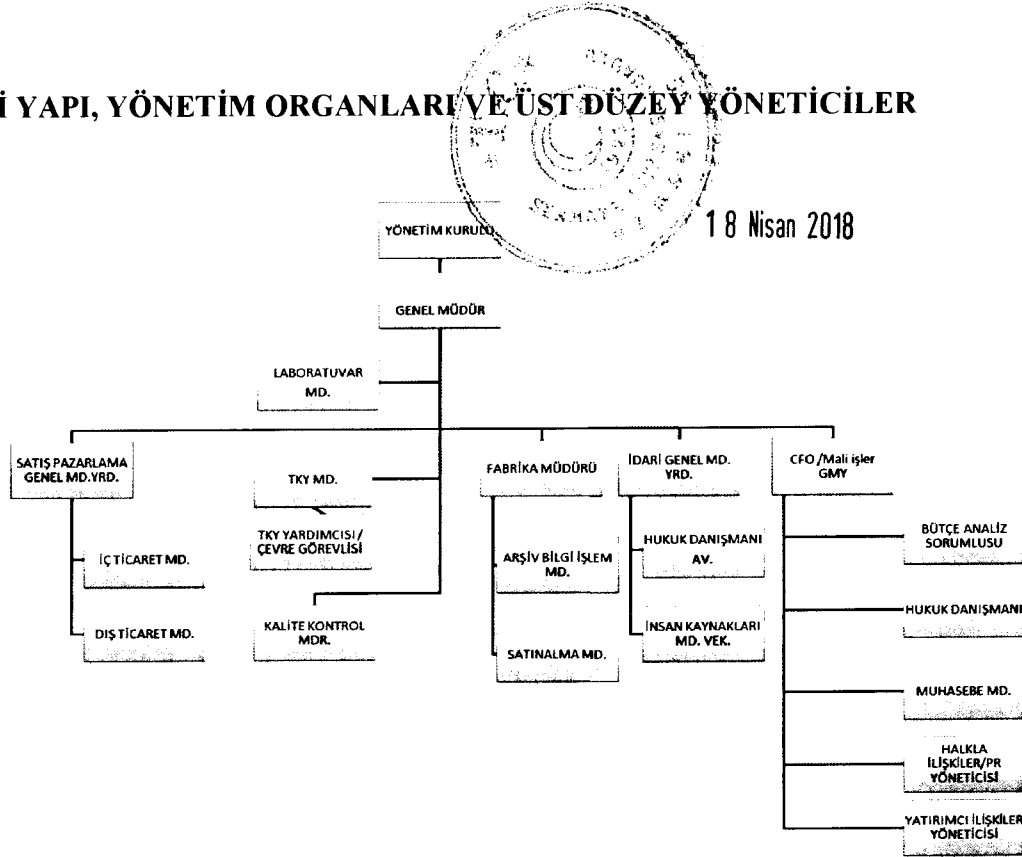 İ YAPI, YÖNETİM ORGANLARI VE ÜST DÜZEY YÖNETİCİLER
18 Nisan 2018
YÖNETİM KURULU
GENEL MÜDÜR
LABORATUVAR
MD.
SATIŞ PAZARLAMA
GENEL MD.YRD.
İÇ TİCARET MD.
DIŞ TİCARET MD.
TKY MD.
TKY YARDIMCISI/
ÇEVRE GÖREVLİSİ
KALİTE KONTROL
MDR.
FABRİKA MÜDÜRÜ
ARŞİV BİLGİ İŞLEM
MD.
SATINALMA MD.
İDARİ GENEL MD.
YRD.
HUKUK DANIŞMANI
AV.
İNSAN KAYNAKLARI
MD. VEK.
CFO /Mali işler
GMY
BÜTÇE ANALİZ
SORUMLUSU
HUKUK DANIŞMANI
MUHASEBE MD.
HALKLA
İLİŞKİLER/PR
YÖNETİCİSİ
YATIRIMCI İLİŞKİLER
YÖNETİCİSİ